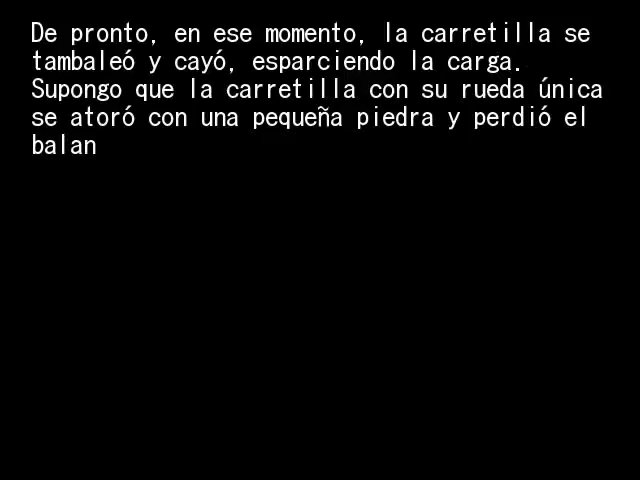 De pronto, en ese momento, la carretilla se
tambaleó y cayó, esparciendo la carga.
Supongo que la carretilla con su rueda única
se atoró con una pequeña piedra y perdió el
balan